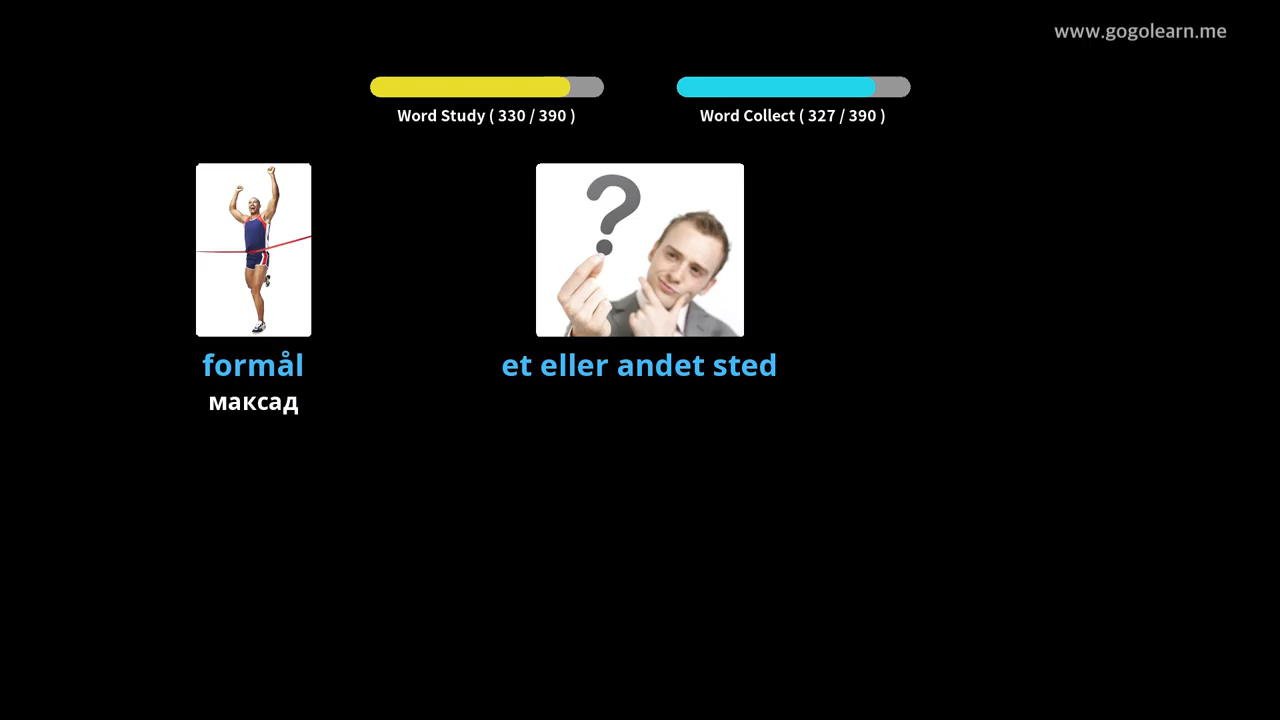 www.gogolearn.me
Word Study ( 330 / 390 )
Word Collect ( 327 / 390 )
formål
et eller andet sted
максад